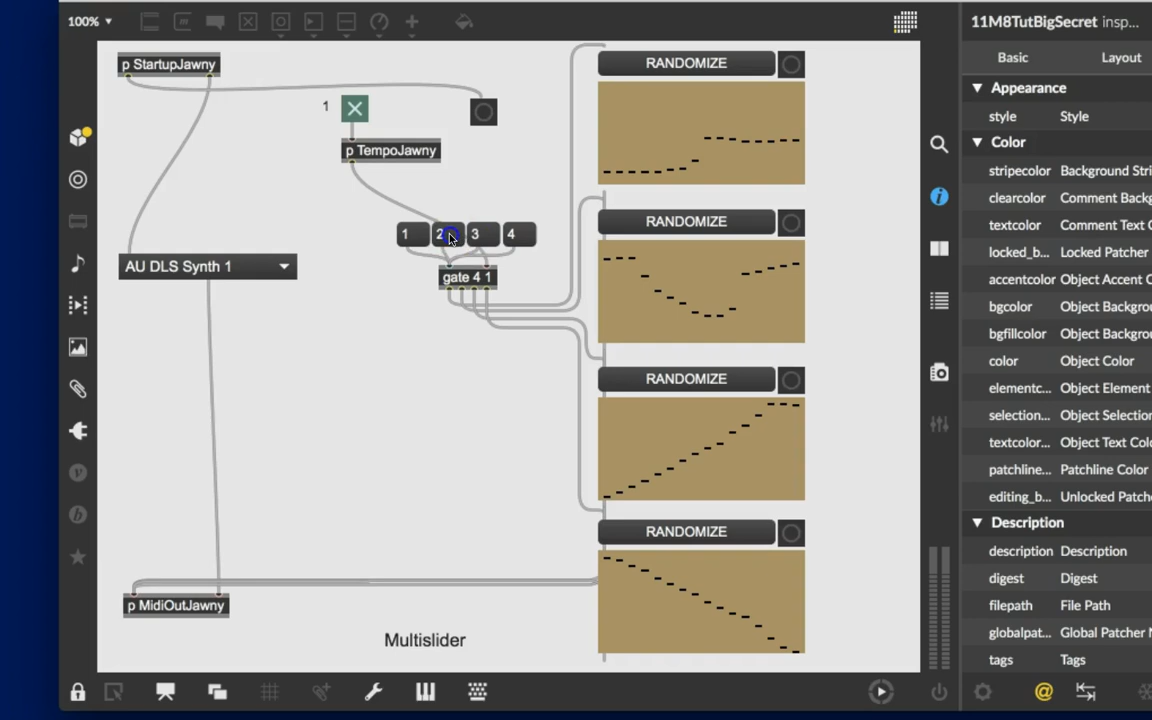 100%
11M8TutBigSecret insp...
Basic Layout
Appearance
style Style
Color
stripecolor Background Stri
clearcolor Comment Backg
textcolor Comment Text C
locked_b... Locked Patcher
accentcolor Object Accent C
bgcolor Object Backgrou
bgfillcolor Object Backgrou
color Object Color
elementc... Object Element
selection... Object Selection
textcolor... Object Text Colo
patchline... Patchline Color
editing_b... Unlocked Patche
Description
description Description
digest Digest
filepath File Path
globalpat... Global Patcher N
tags Tags
p StartupJawny
1
p TempoJawny
1 2 3 4
gate 4 1
AU DLS Synth 1
p MidiOutJawny
Multislider
RANDOMIZE
RANDOMIZE
RANDOMIZE
RANDOMIZE